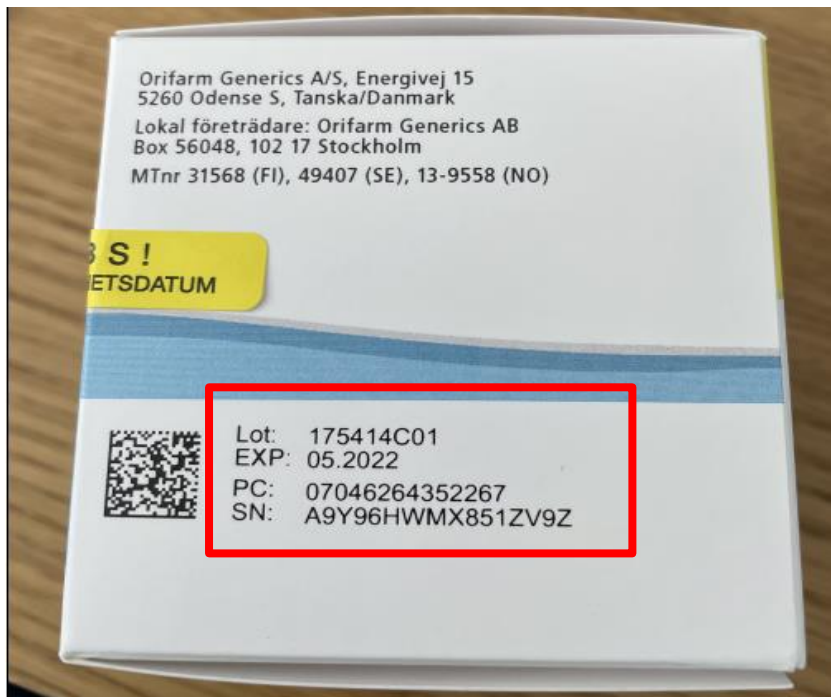 Orifarm Generics A/S, Energivej 15
5260 Odense S, Tanska/Danmark
Lokal företrädare: Orifarm Generics AB
Box 56048, 102 17 Stockholm
MTnr 31568 (FI), 49407 (SE), 13-9558 (NO)
S !
ETSDATUM
Lot: 175414C01
EXP: 05.2022
PC: 07046264352267
SN: A9Y96HWMX851ZV9Z